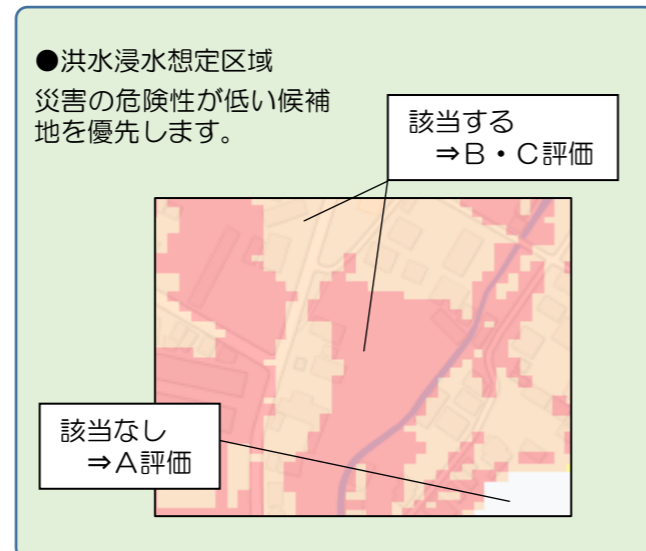 ●洪水浸水想定区域
災害の危険性が低い候補
地を優先します。
該当する
⇒Ｂ・Ｃ評価
該当なし
⇒Ａ評価